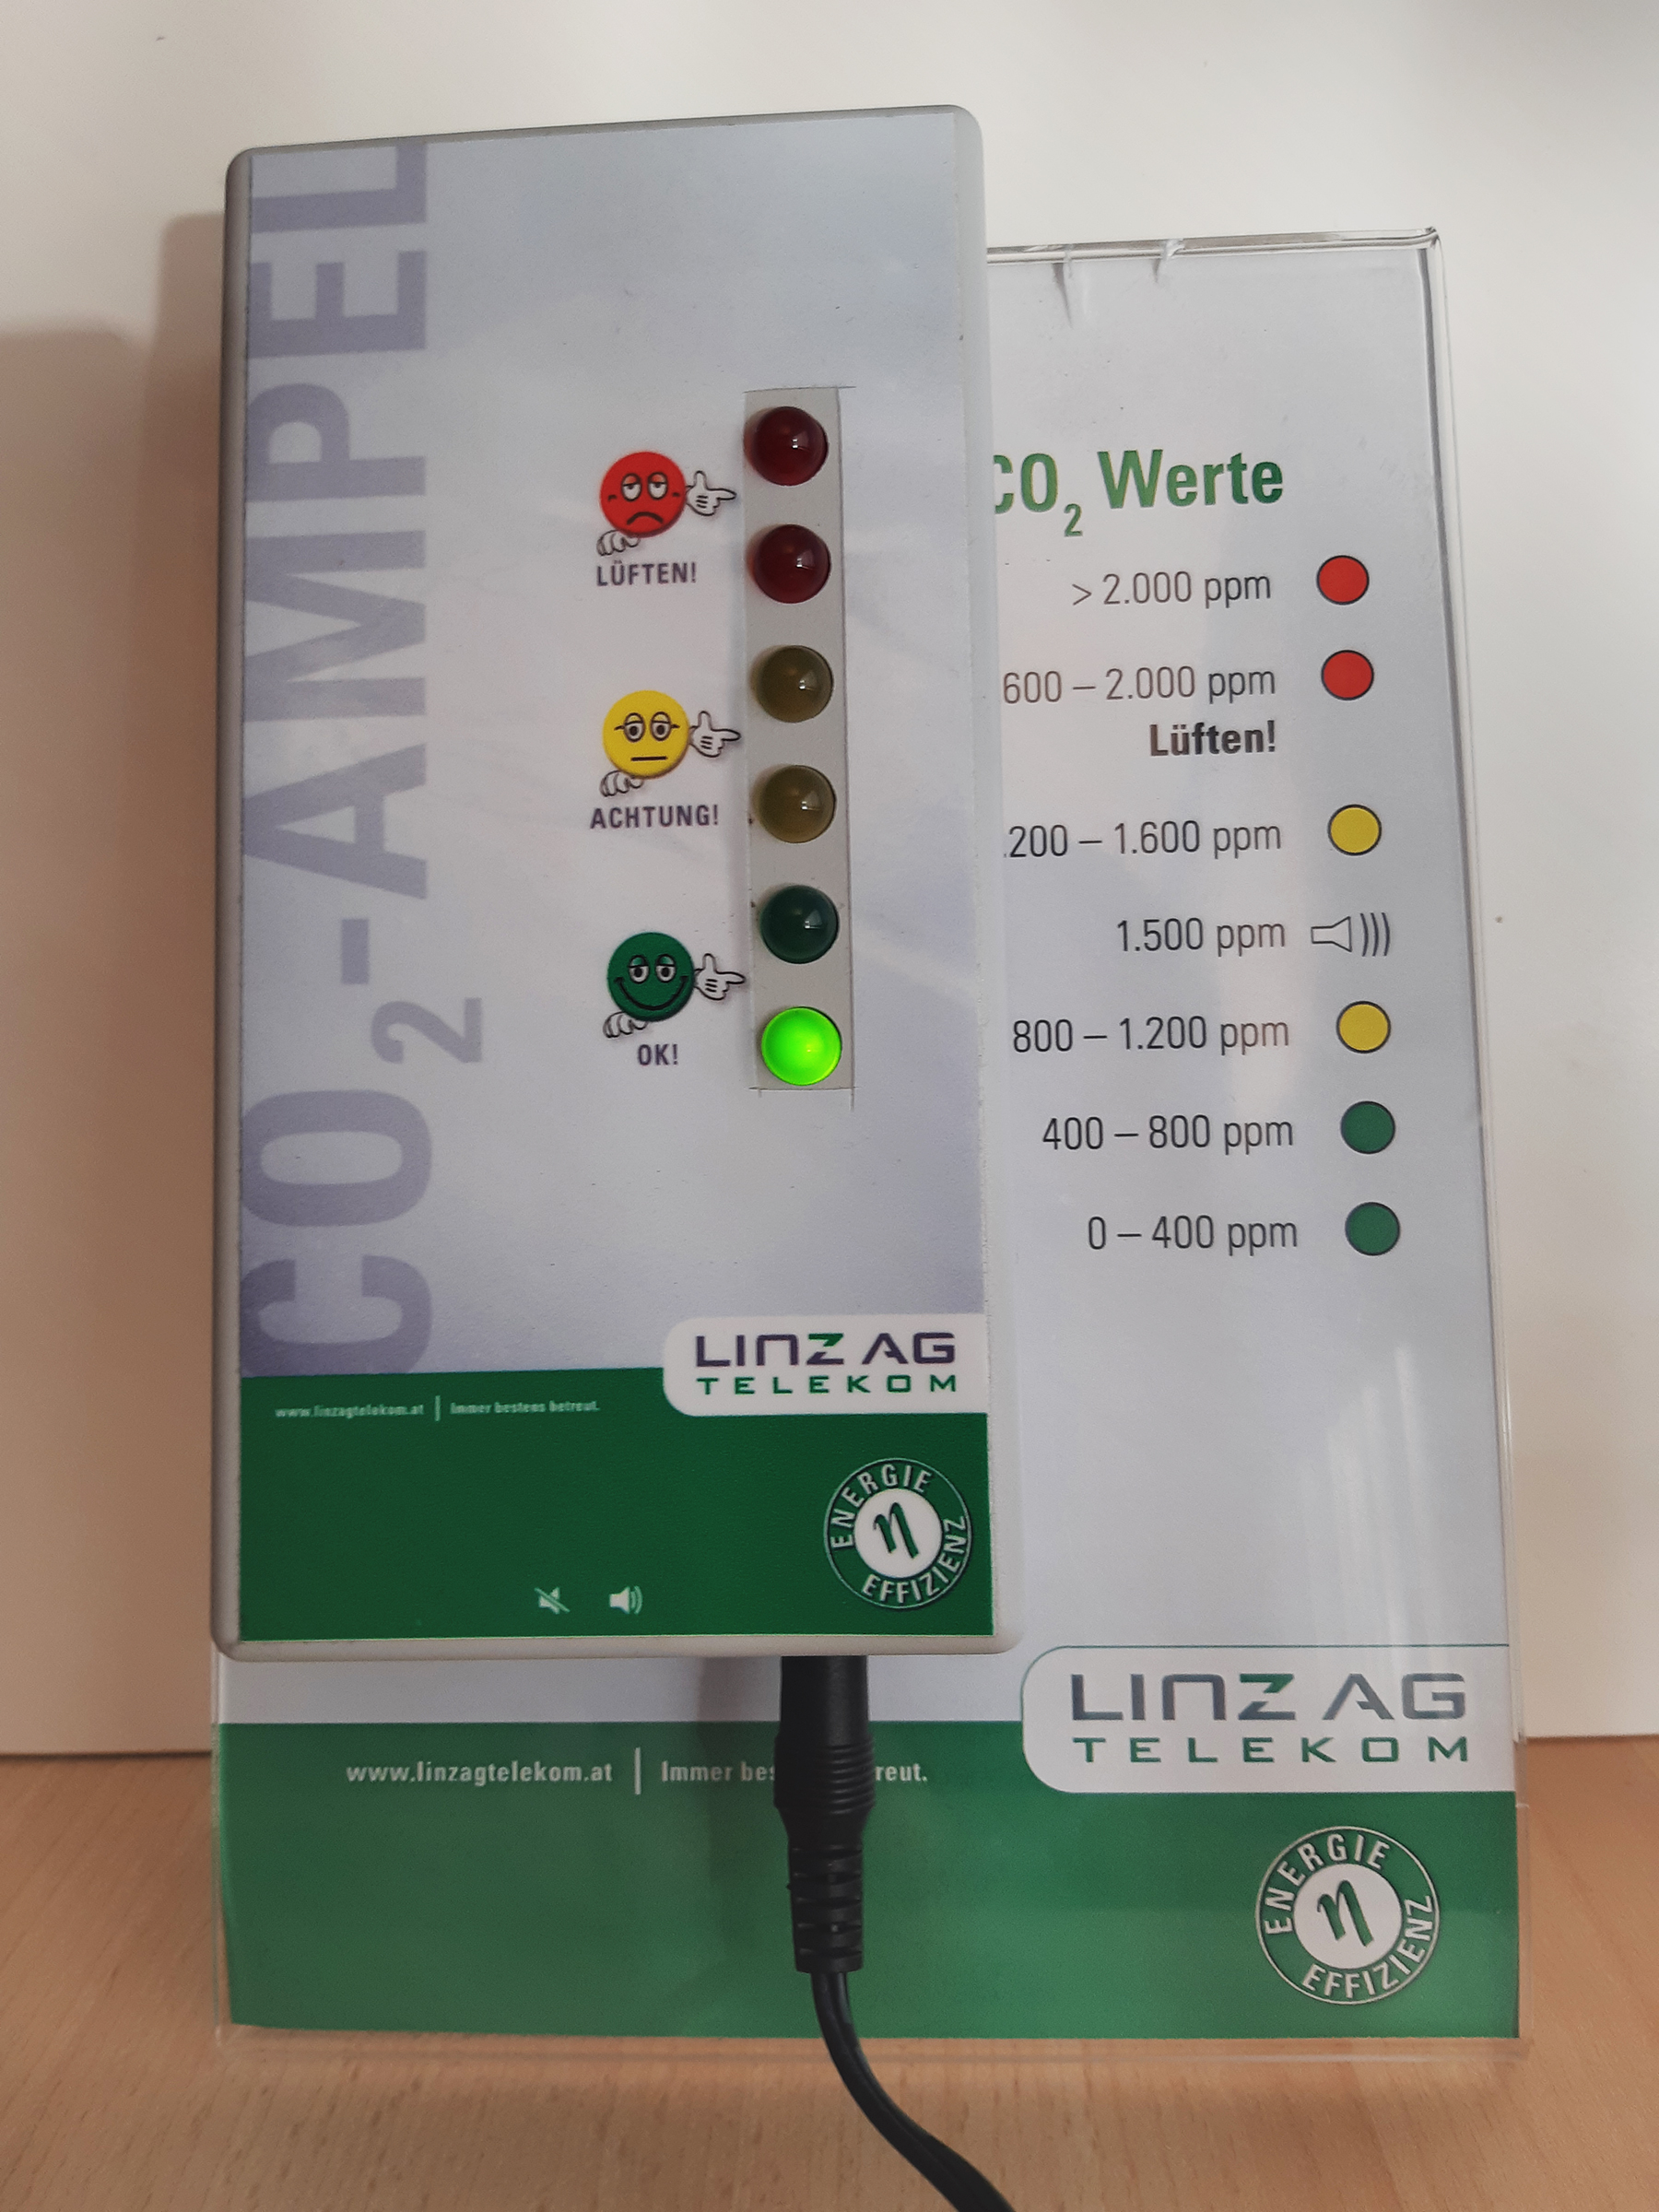 CO2-AMPEL
LÜFTEN!
ACHTUNG!
OK!
LINZ AG
TELEKOM
www.linzagtelekom.at | Immer bestens betreut.
ENERGIE
η
EFFIZIENZ
CO2 Werte
> 2.000 ppm
600 – 2.000 ppm
Lüften!
.200 – 1.600 ppm
1.500 ppm
800 – 1.200 ppm
400 – 800 ppm
0 – 400 ppm
LINZ AG
TELEKOM
www.linzagtelekom.at | Immer bes reut.
ENERGIE
η
EFFIZIENZ